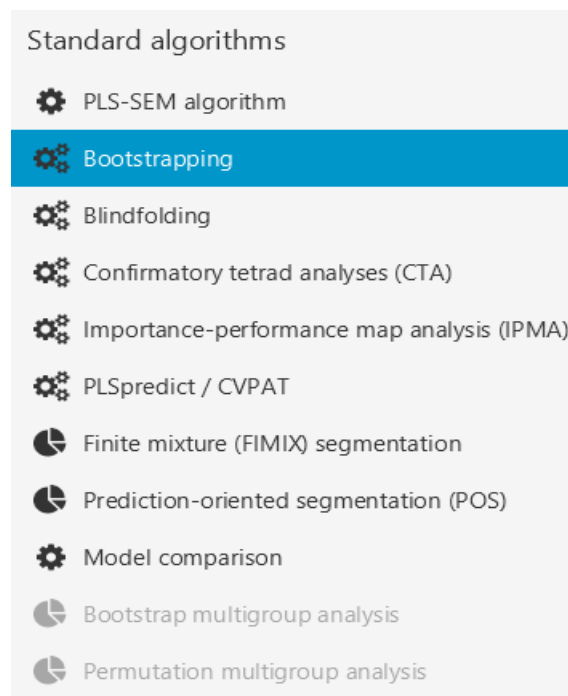 Standard algorithms
PLS-SEM algorithm
Bootstrapping
Blindfolding
Confirmatory tetrad analyses (CTA)
Importance-performance map analysis (IPMA)
PLSpredict / CVPAT
Finite mixture (FIMIX) segmentation
Prediction-oriented segmentation (POS)
Model comparison
Bootstrap multigroup analysis
Permutation multigroup analysis